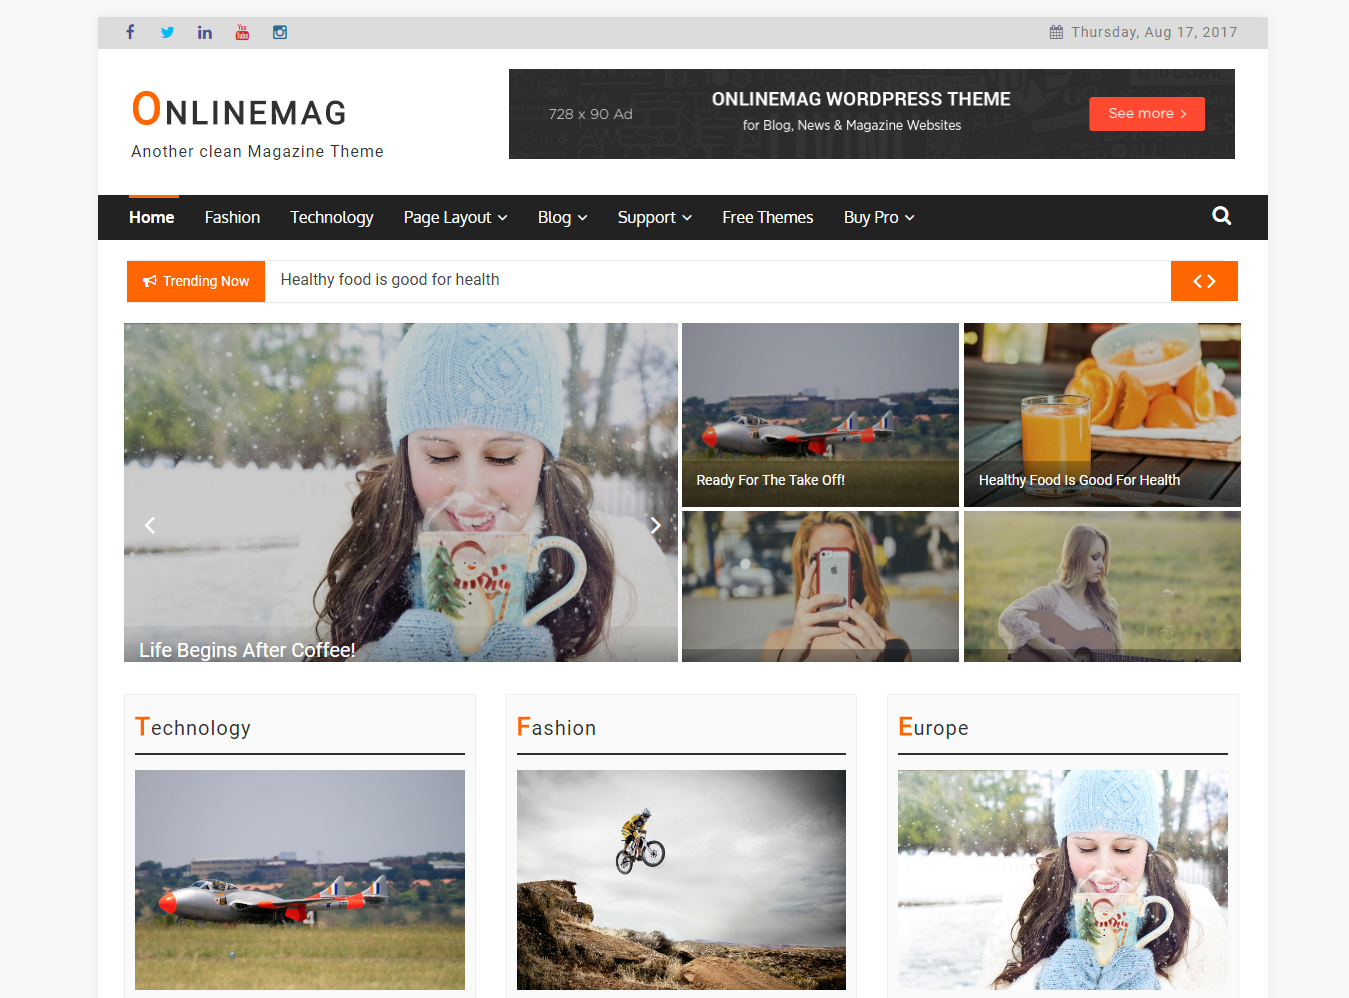 Thursday, Aug 17, 2017
ONLINEMAG
Another clean Magazine Theme
728 x 90 Ad
ONLINEMAG WORDPRESS THEME
for Blog, News & Magazine Websites
See more
Home Fashion Technology Page Layout Blog Support Free Themes Buy Pro
Trending Now
Healthy food is good for health
Ready For The Take Off!
Healthy Food Is Good For Health
Life Begins After Coffee!
Technology
Fashion
Europe